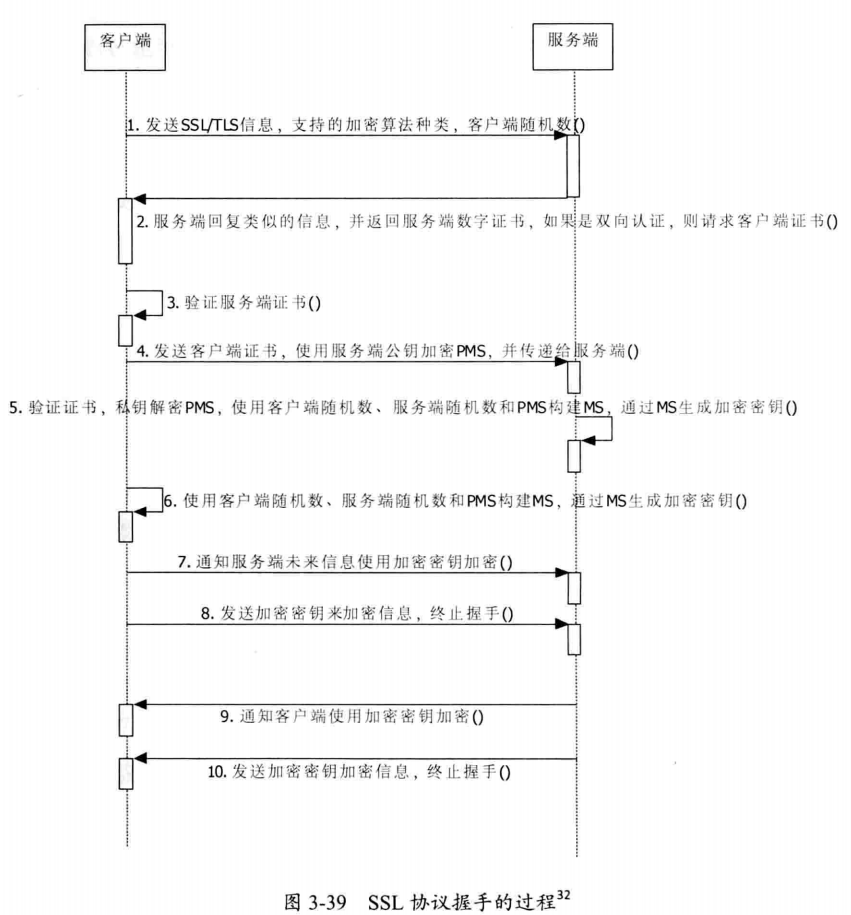 客户端
服务端
1. 发送SSL/TLS信息，支持的加密算法种类，客户端随机数()
2. 服务端回复类似的信息，并返回服务端数字证书，如果是双向认证，则请求客户端证书()
3. 验证服务端证书()
4. 发送客户端证书，使用服务端公钥加密PMS，并传递给服务端()
5. 验证证书，私钥解密PMS，使用客户端随机数、服务端随机数和PMS构建MS，通过MS生成加密密钥()
6. 使用客户端随机数、服务端随机数和PMS构建MS，通过MS生成加密密钥()
7. 通知服务端未来信息使用加密密钥加密()
8. 发送加密密钥来加密信息，终止握手()
9. 通知客户端使用加密密钥加密()
10. 发送加密密钥加密信息，终止握手()
图 3-39 SSL 协议握手的过程32